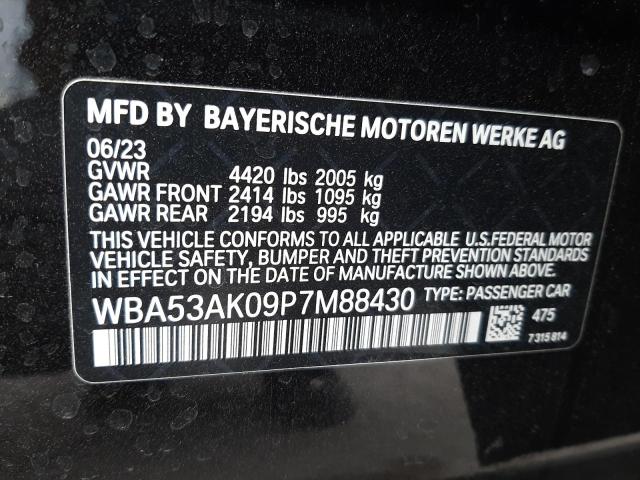 MFD BY BAYERISCHE MOTOREN WERKE AG
06/23
GVWR 4420 lbs 2005 kg
GAWR FRONT 2414 lbs 1095 kg
GAWR REAR 2194 lbs 995 kg
THIS VEHICLE CONFORMS TO ALL APPLICABLE U.S.FEDERAL MOTOR
VEHICLE SAFETY, BUMPER AND THEFT PREVENTION STANDARDS
IN EFFECT ON THE DATE OF MANUFACTURE SHOWN ABOVE.
WBA53AK09P7M88430 TYPE: PASSENGER CAR
475
7 315 814